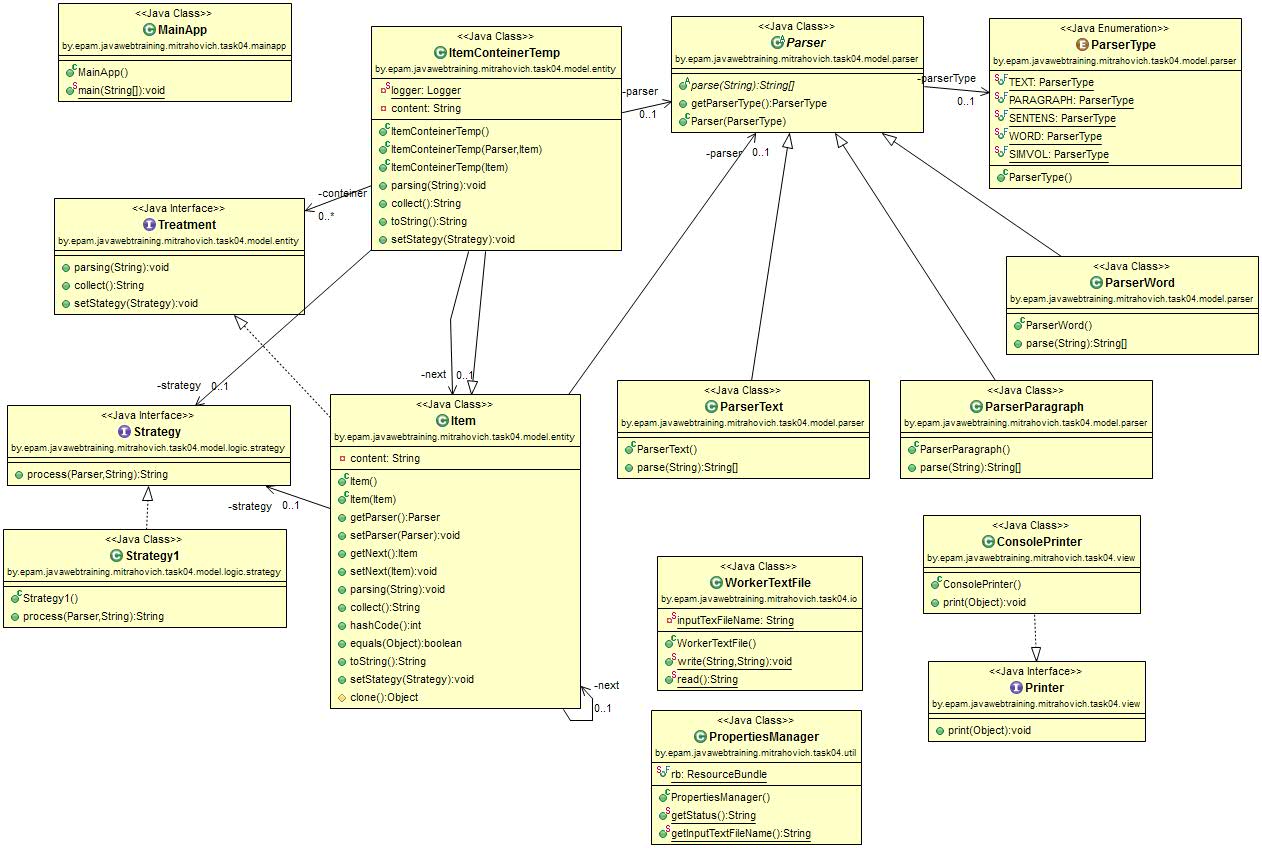 <<Java Class>>
MainApp
by.epam.javawebtraining.mitrahovich.task04.mainapp
MainApp()
main(String[]):void
<<Java Class>>
ItemConteinerTemp
by.epam.javawebtraining.mitrahovich.task04.model.entity
logger: Logger
content: String
ItemConteinerTemp()
ItemConteinerTemp(Parser,Item)
ItemConteinerTemp(Item)
parsing(String):void
collect():String
toString():String
setStategy(Strategy):void
-parser
0..1
<<Java Class>>
Parser
by.epam.javawebtraining.mitrahovich.task04.model.parser
parse(String):String[]
getParserType():ParserType
Parser(ParserType)
-parserType
0..1
<<Java Enumeration>>
ParserType
by.epam.javawebtraining.mitrahovich.task04.model.parser
TEXT: ParserType
PARAGRAPH: ParserType
SENTENS: ParserType
WORD: ParserType
SIMVOL: ParserType
ParserType()
-parser
0..1
-conteiner
0..*
<<Java Interface>>
Treatment
by.epam.javawebtraining.mitrahovich.task04.model.entity
parsing(String):void
collect():String
setStategy(Strategy):void
<<Java Class>>
ParserWord
by.epam.javawebtraining.mitrahovich.task04.model.parser
ParserWord()
parse(String):String[]
-strategy
0..1
-next
0..1
<<Java Interface>>
Strategy
by.epam.javawebtraining.mitrahovich.task04.model.logic.strategy
process(Parser,String):String
<<Java Class>>
Item
by.epam.javawebtraining.mitrahovich.task04.model.entity
content: String
Item()
Item(Item)
getParser():Parser
setParser(Parser):void
getNext():Item
setNext(Item):void
parsing(String):void
collect():String
hashCode():int
equals(Object):boolean
toString():String
setStategy(Strategy):void
clone():Object
-next
0..1
<<Java Class>>
ParserText
by.epam.javawebtraining.mitrahovich.task04.model.parser
ParserText()
parse(String):String[]
<<Java Class>>
ParserParagraph
by.epam.javawebtraining.mitrahovich.task04.model.parser
ParserParagraph()
parse(String):String[]
-strategy
0..1
<<Java Class>>
Strategy1
by.epam.javawebtraining.mitrahovich.task04.model.logic.strategy
Strategy1()
process(Parser,String):String
<<Java Class>>
WorkerTextFile
by.epam.javawebtraining.mitrahovich.task04.io
inputTexFileName: String
WorkerTextFile()
write(String,String):void
read():String
<<Java Class>>
ConsolePrinter
by.epam.javawebtraining.mitrahovich.task04.view
ConsolePrinter()
print(Object):void
<<Java Interface>>
Printer
by.epam.javawebtraining.mitrahovich.task04.view
print(Object):void
<<Java Class>>
PropertiesManager
by.epam.javawebtraining.mitrahovich.task04.util
rb: ResourceBundle
PropertiesManager()
getStatus():String
getInputTextFileName():String